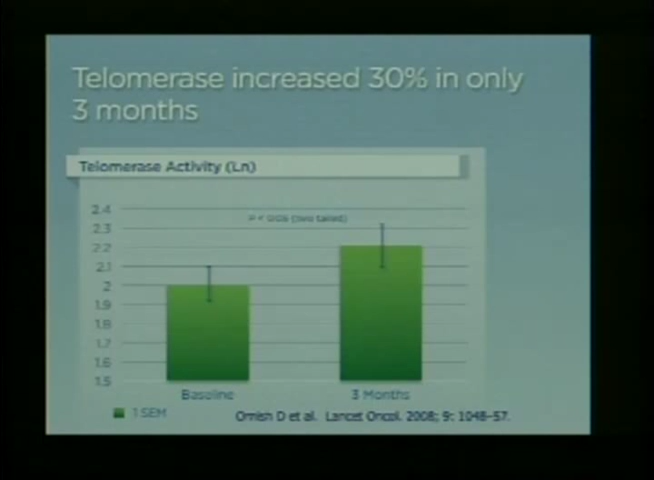 Telomerase increased 30% in only
3 months
Telomerase Activity (Ln)
2.4
(two tailed)
2.3
2.2
2.1
2
1.9
1.8
1.7
1.6
1.5
Baseline
3 Months
1 SEM
Ornish D et al. Lancet Oncol. 2008; 9: 1048-57.